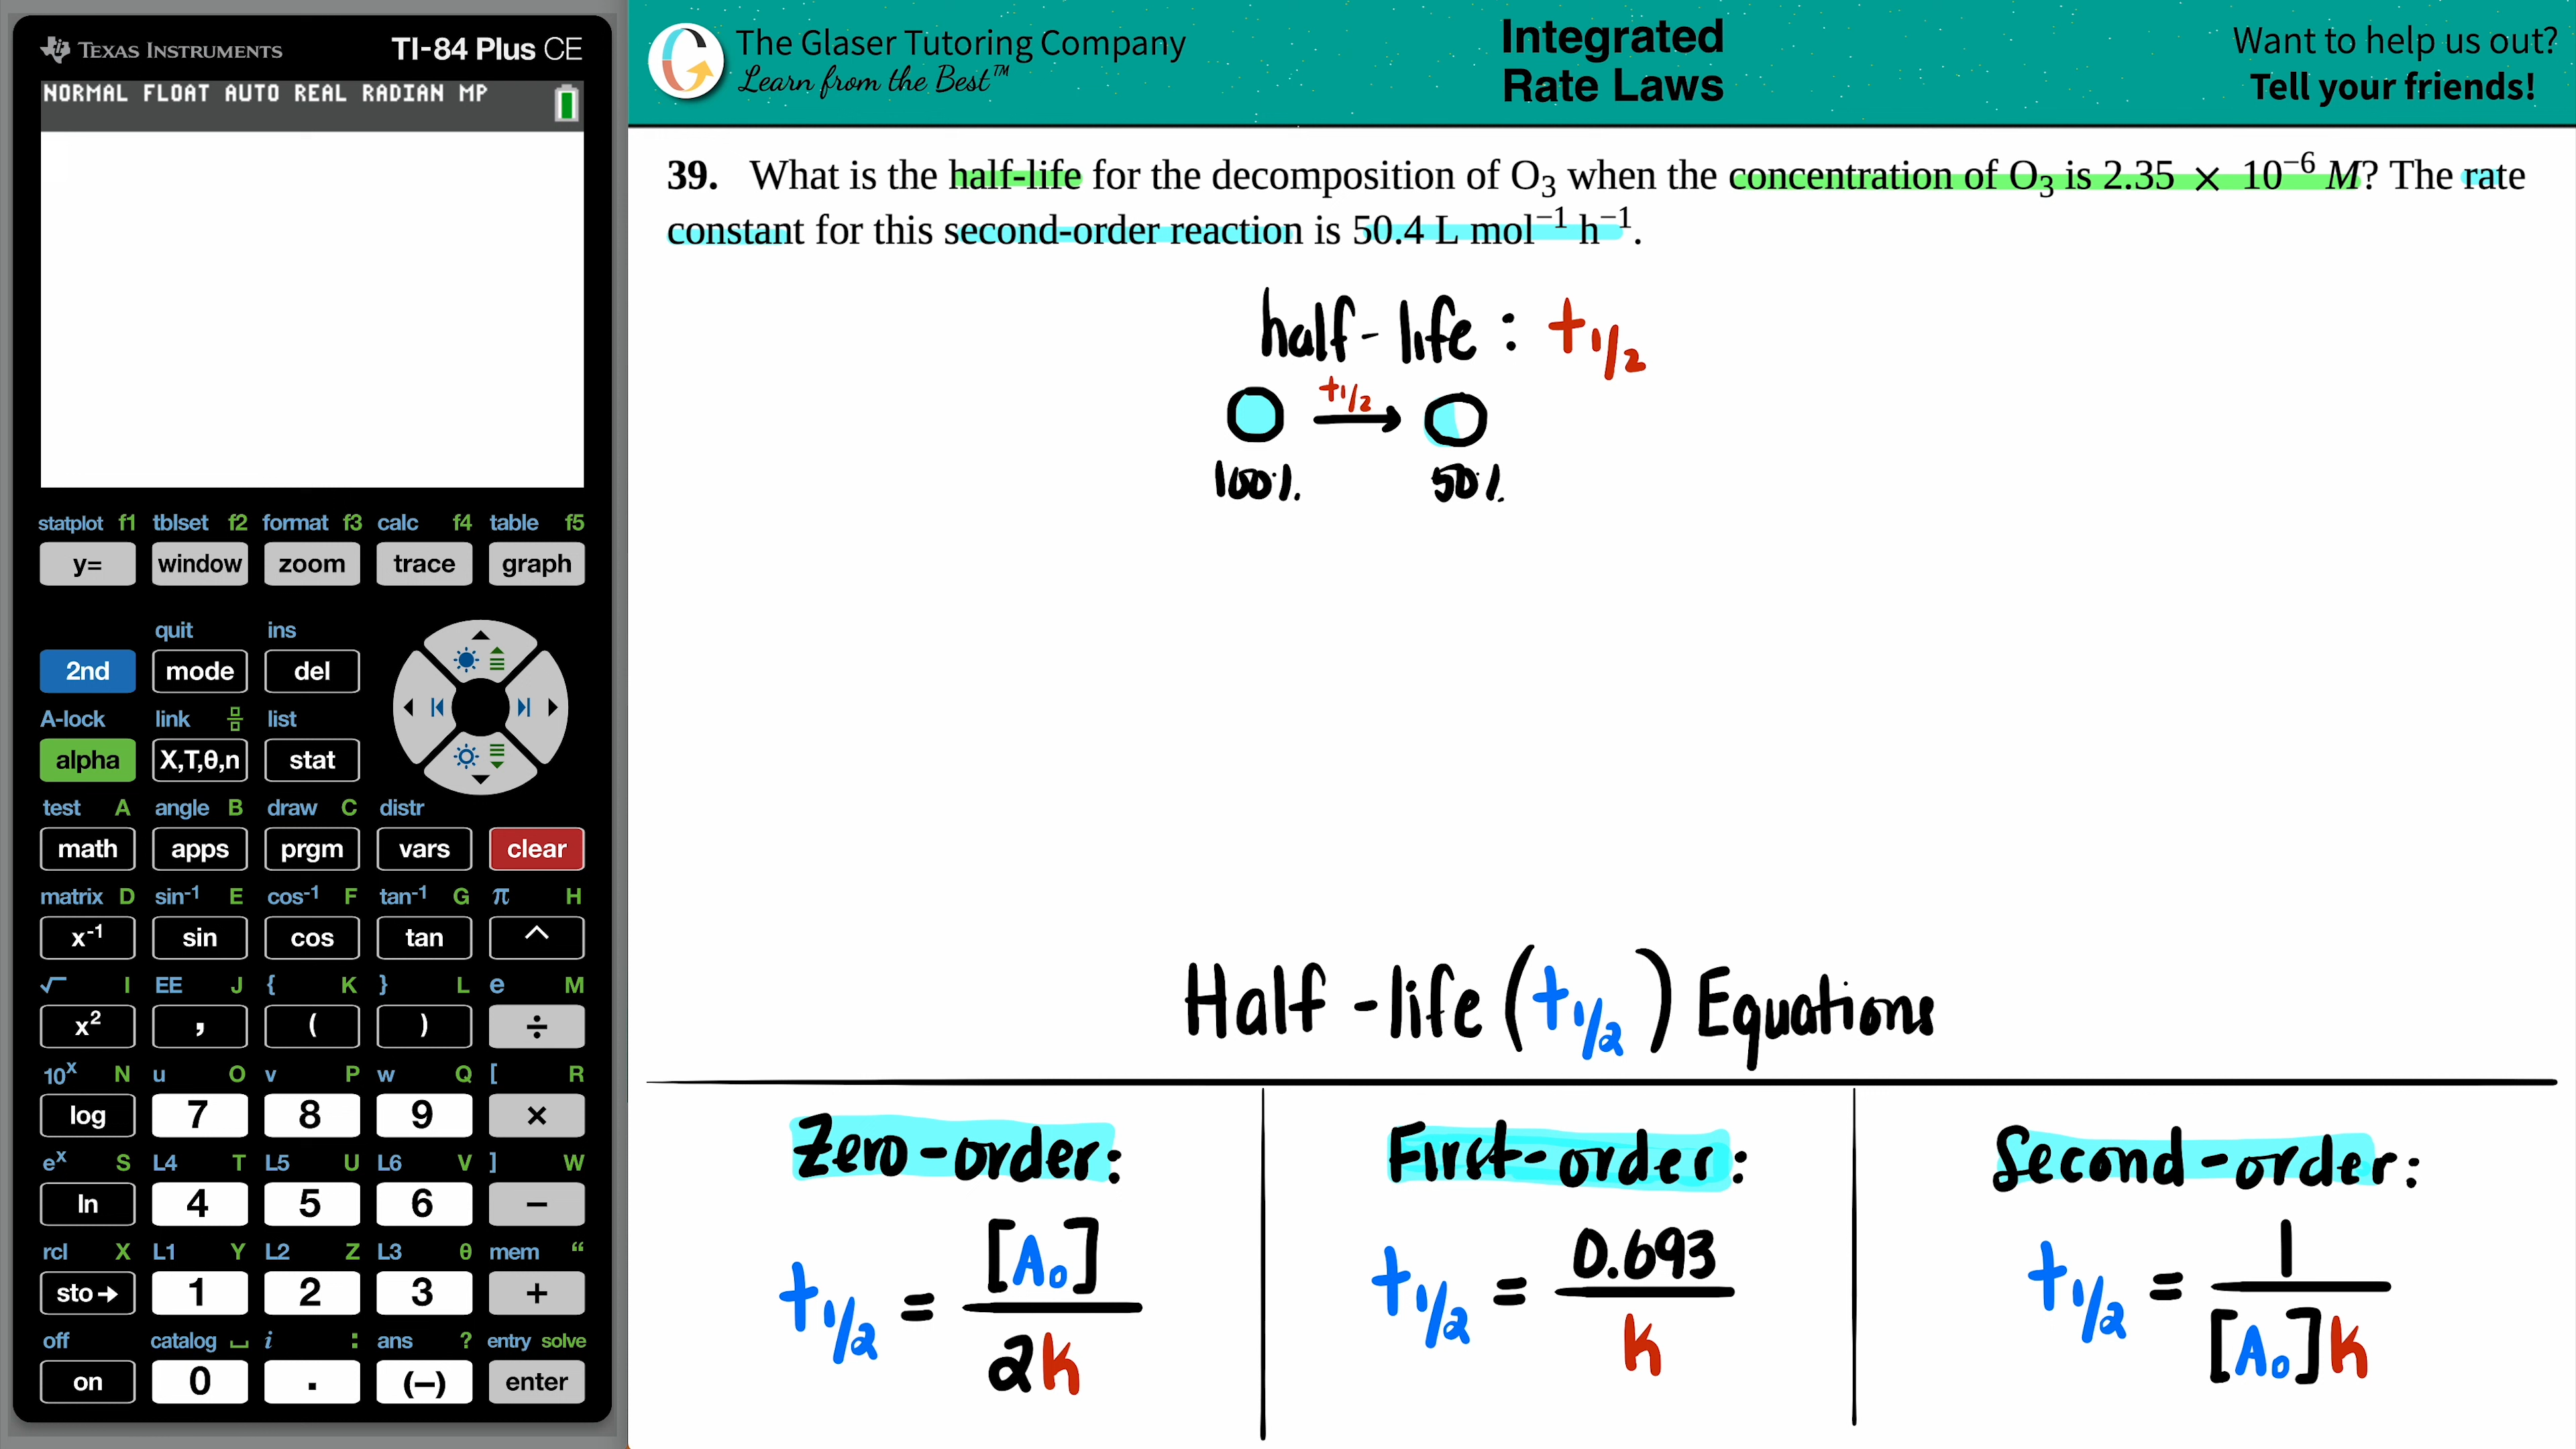 TEXAS INSTRUMENTS TI-84 Plus CE
NORMAL FLOAT AUTO REAL RADIAN MP
statplot f1 tblset f2 format f3 calc f4 table f5
y= window zoom trace graph
quit ins
2nd mode del
A-lock link list
alpha X,T,θ,n stat
test A angle B draw C distr
math apps prgm vars clear
matrix D sin⁻¹ E cos⁻¹ F tan⁻¹ G π H
x⁻¹ sin cos tan ^
√ I EE J { K } L e M
x² , ( ) ÷
10ˣ N u O v P w Q [ R
log 7 8 9 ×
eˣ S L4 T L5 U L6 V ] W
ln 4 5 6 −
rcl X L1 Y L2 Z L3 θ mem “
sto→ 1 2 3 +
off catalog ⎵ i : ans ? entry solve
on 0 . (−) enter
The Glaser Tutoring Company
Learn from the Best™
Integrated
Rate Laws
Want to help us out?
Tell your friends!
39. What is the half-life for the decomposition of O₃ when the concentration of O₃ is 2.35 × 10⁻⁶ M? The rate
constant for this second-order reaction is 50.4 L mol⁻¹ h⁻¹.
half-life : t₁/₂
t₁/₂
100% 50%
Half-life (t₁/₂) Equations
Zero-order: First-order: Second-order:
t₁/₂ = [A₀] / 2k t₁/₂ = 0.693 / k t₁/₂ = 1 / [A₀]k